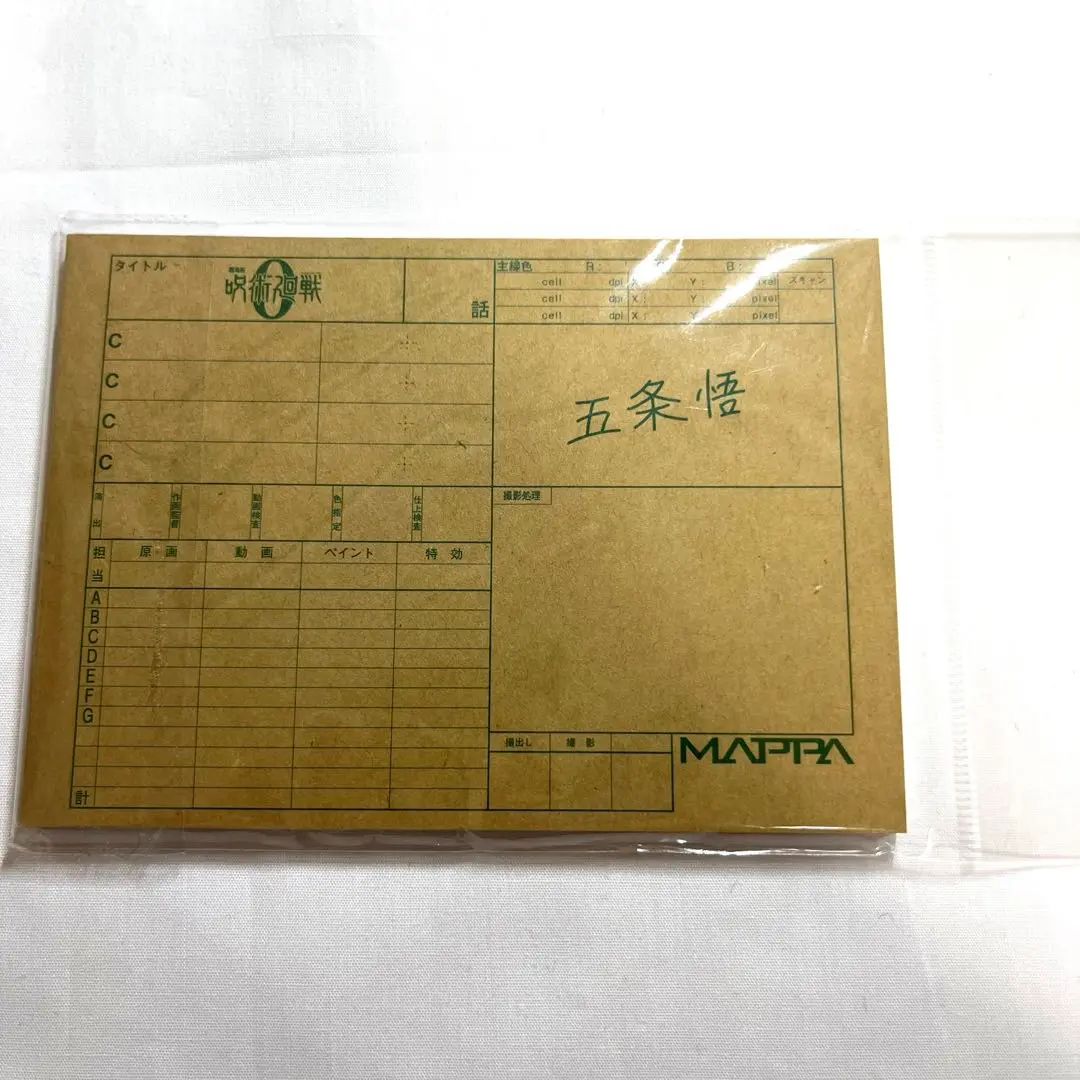 タイトル
劇場版
呪術廻戦
0
話
主線色 R: B:
cell dpi X: Y: pixel スキャン
cell dpi X: Y: pixel
cell dpi X: Y: pixel
C
C
C
C
五条悟
演出 作画監督 動画検査 色指定 仕上検査
撮影処理
担当 原画 動画 ペイント 特効
A
B
C
D
E
F
G
計
撮出し 撮影
MAPPA